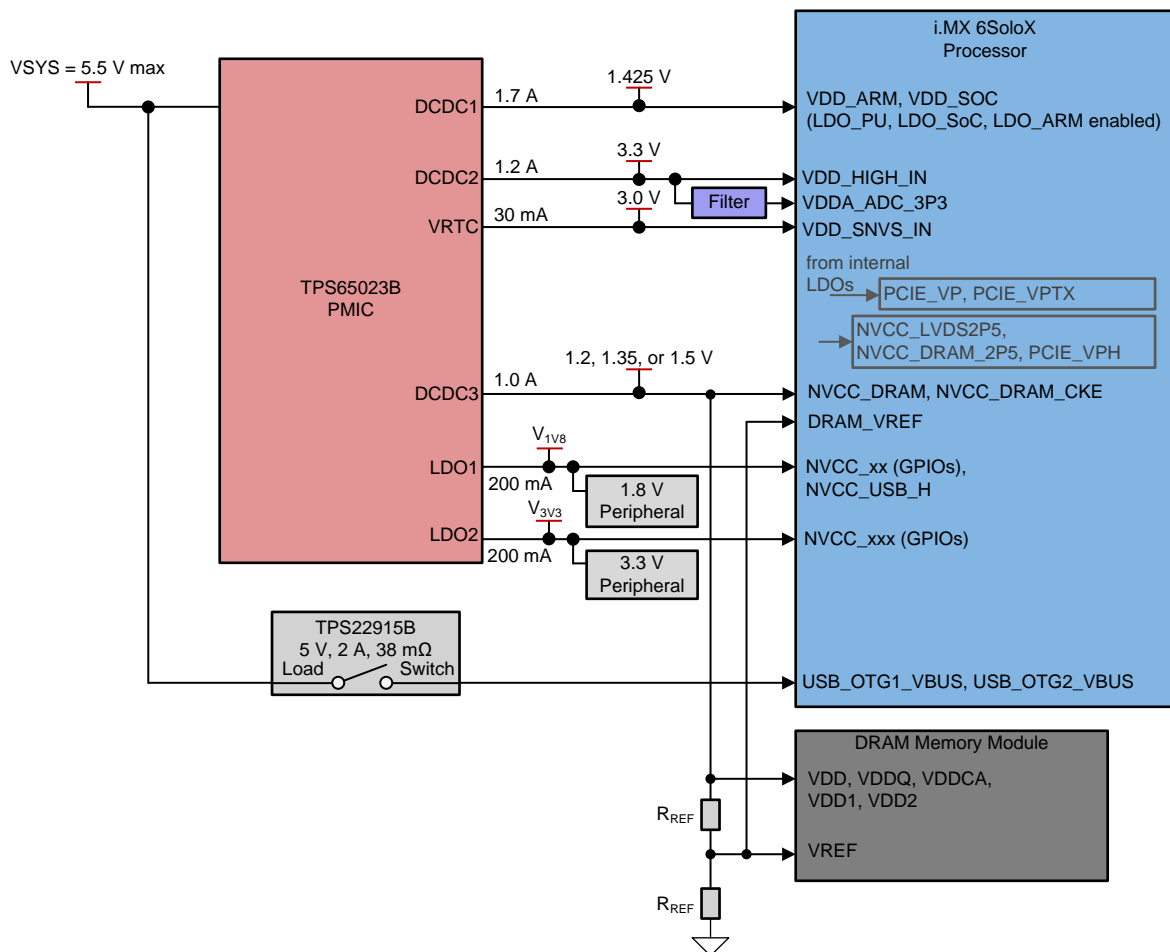 VSYS = 5.5 V max
TPS65023B
PMIC
DCDC1
1.7 A
1.425 V
DCDC2
1.2 A
3.3 V
Filter
VRTC
30 mA
3.0 V
DCDC3
1.0 A
1.2, 1.35, or 1.5 V
LDO1
200 mA
V1V8
1.8 V
Peripheral
LDO2
200 mA
V3V3
3.3 V
Peripheral
i.MX 6SoloX
Processor
VDD_ARM, VDD_SOC
(LDO_PU, LDO_SoC, LDO_ARM enabled)
VDD_HIGH_IN
VDDA_ADC_3P3
VDD_SNVS_IN
from internal
LDOs
PCIE_VP, PCIE_VPTX
NVCC_LVDS2P5,
NVCC_DRAM_2P5, PCIE_VPH
NVCC_DRAM, NVCC_DRAM_CKE
DRAM_VREF
NVCC_xx (GPIOs),
NVCC_USB_H
NVCC_xxx (GPIOs)
USB_OTG1_VBUS, USB_OTG2_VBUS
TPS22915B
5 V, 2 A, 38 mΩ
Load
Switch
DRAM Memory Module
VDD, VDDQ, VDDCA,
VDD1, VDD2
VREF
RREF
RREF